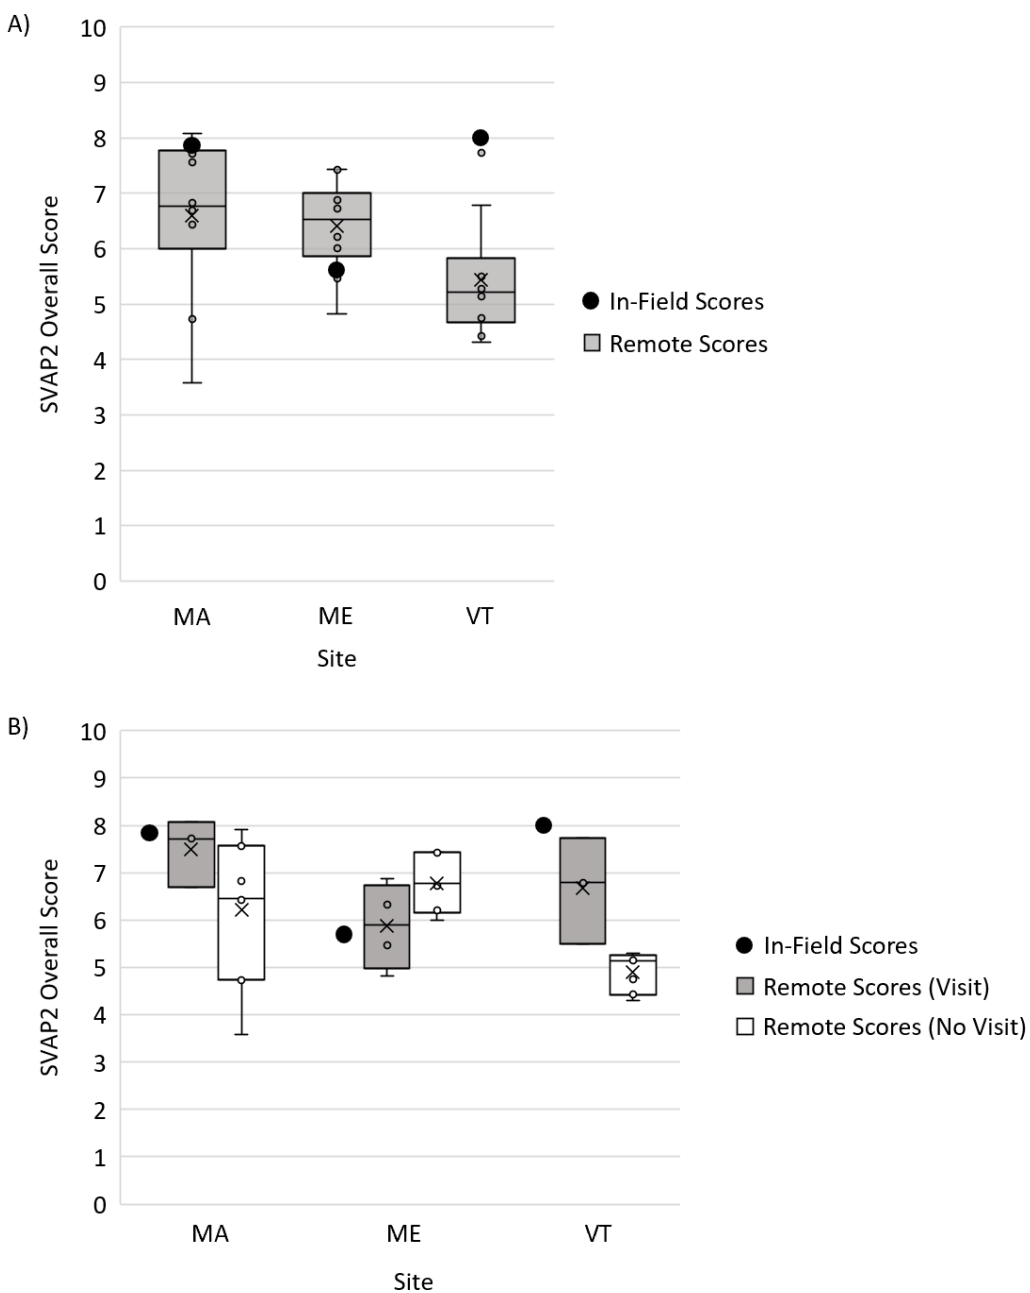 A)
10
9
8
7
6
5
4
3
2
1
0
SVAP2 Overall Score
MA ME VT
Site
In-Field Scores
Remote Scores
B)
10
9
8
7
6
5
4
3
2
1
0
SVAP2 Overall Score
MA ME VT
Site
In-Field Scores
Remote Scores (Visit)
Remote Scores (No Visit)